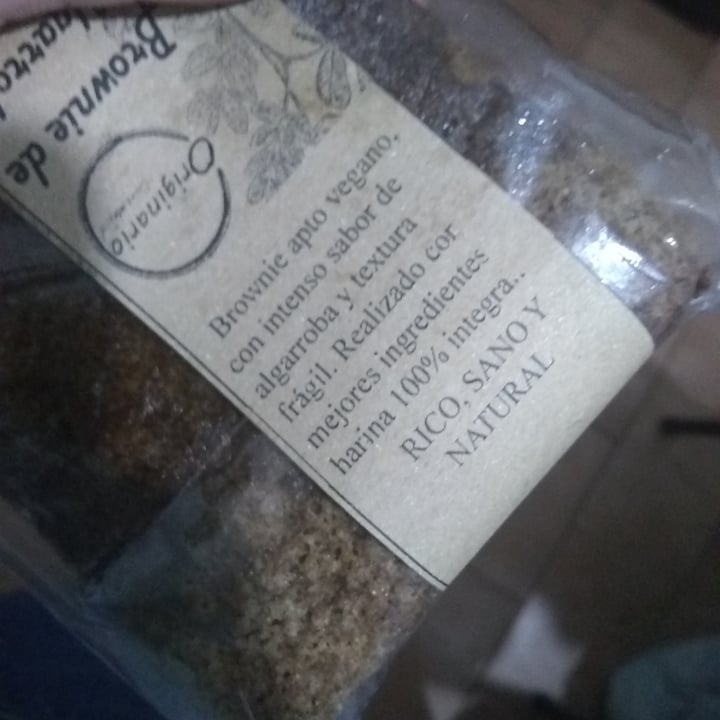 Brownie de
Originario
Brownie apto vegano,
con intenso sabor de
algarroba y textura
frágil. Realizado cor
mejores ingredientes
harina 100% integra..
RICO, SANO Y
NATURAL